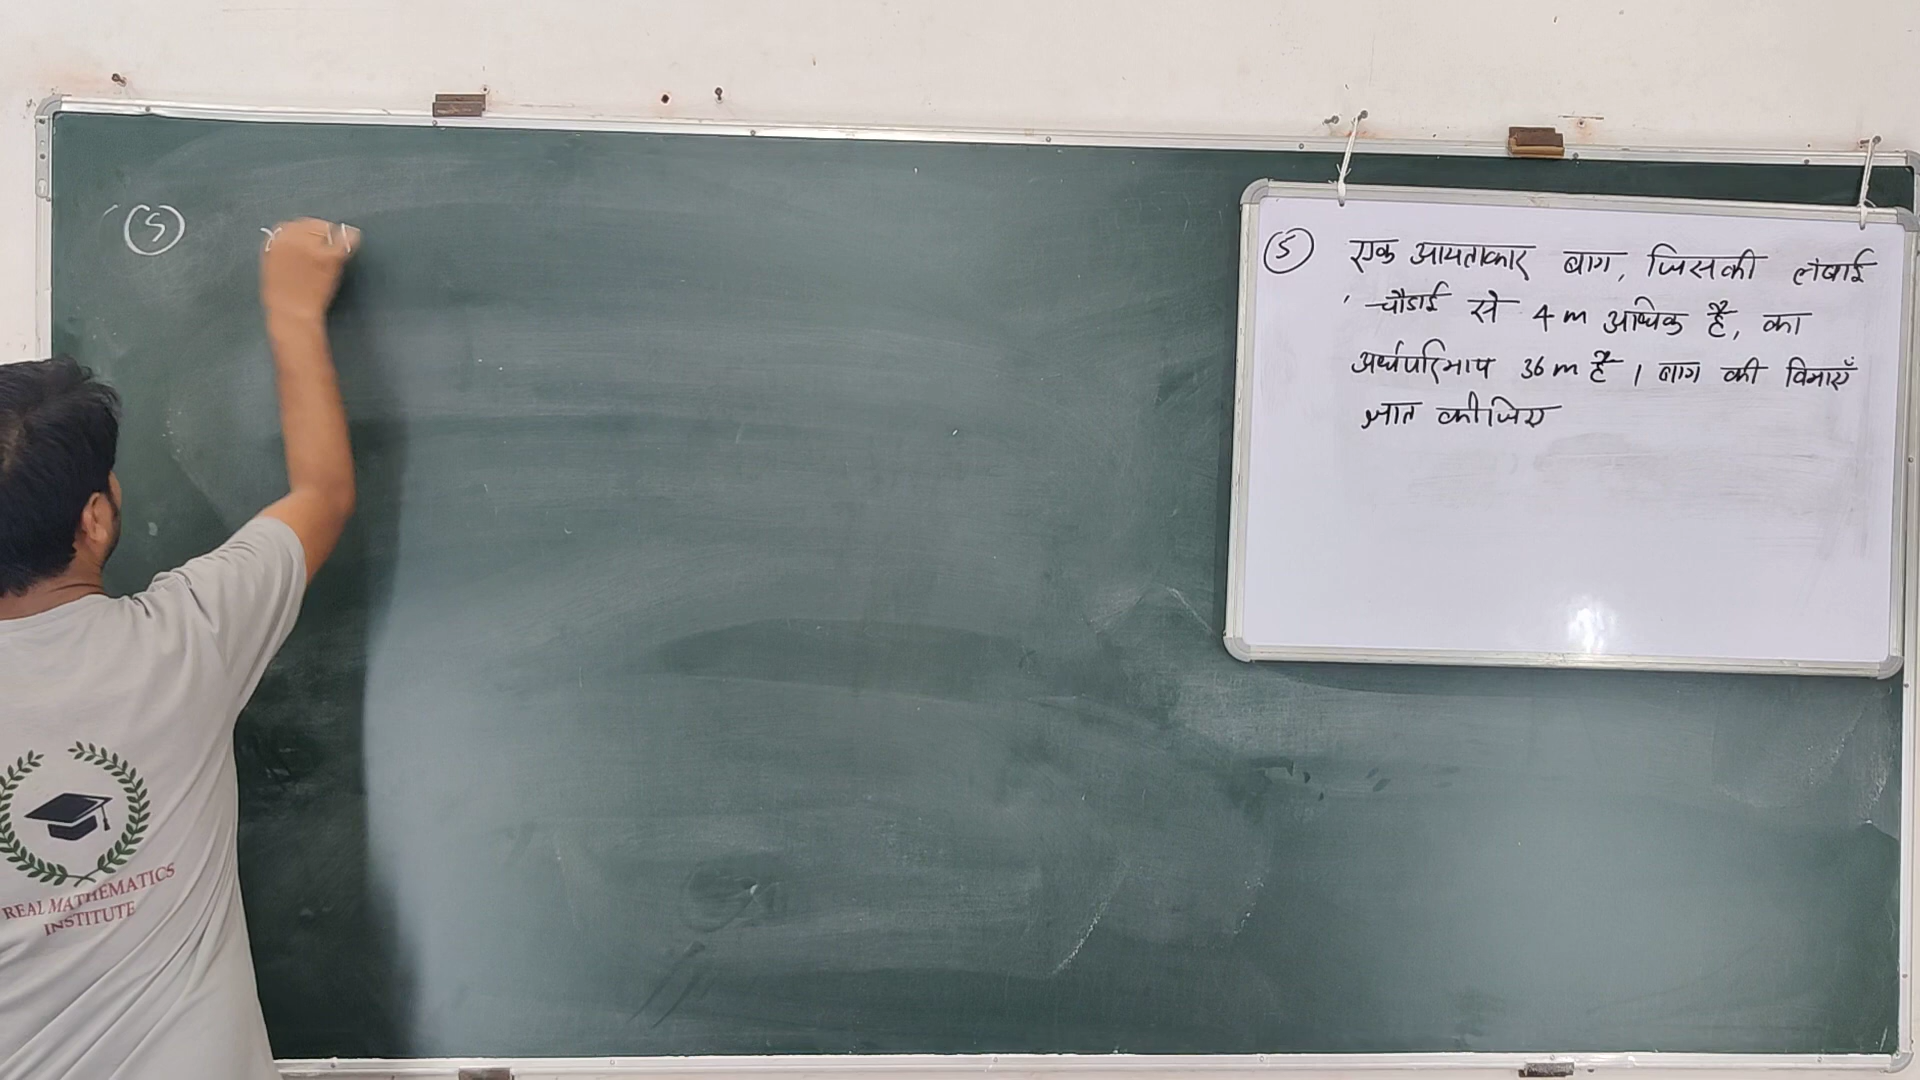 (5)
(5) एक आयताकार बाग, जिसकी लंबाई
चौडाई से 4 m अधिक है, का
अर्धपरिमाप 36 m है । बाग की विमाएँ
ज्ञात कीजिए
REAL MATHEMATICS
INSTITUTE